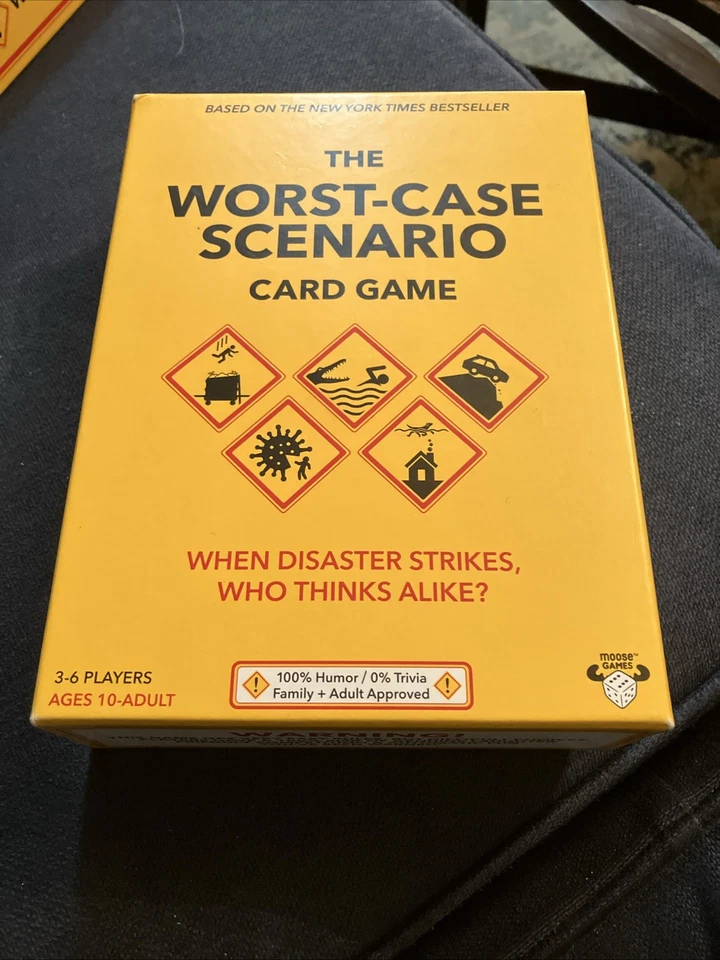 BASED ON THE NEW YORK TIMES BESTSELLER
THE
WORST-CASE
SCENARIO
CARD GAME
WHEN DISASTER STRIKES,
WHO THINKS ALIKE?
3-6 PLAYERS
AGES 10-ADULT
100% Humor / 0% Trivia
Family + Adult Approved
moose™
GAMES
WARNING!